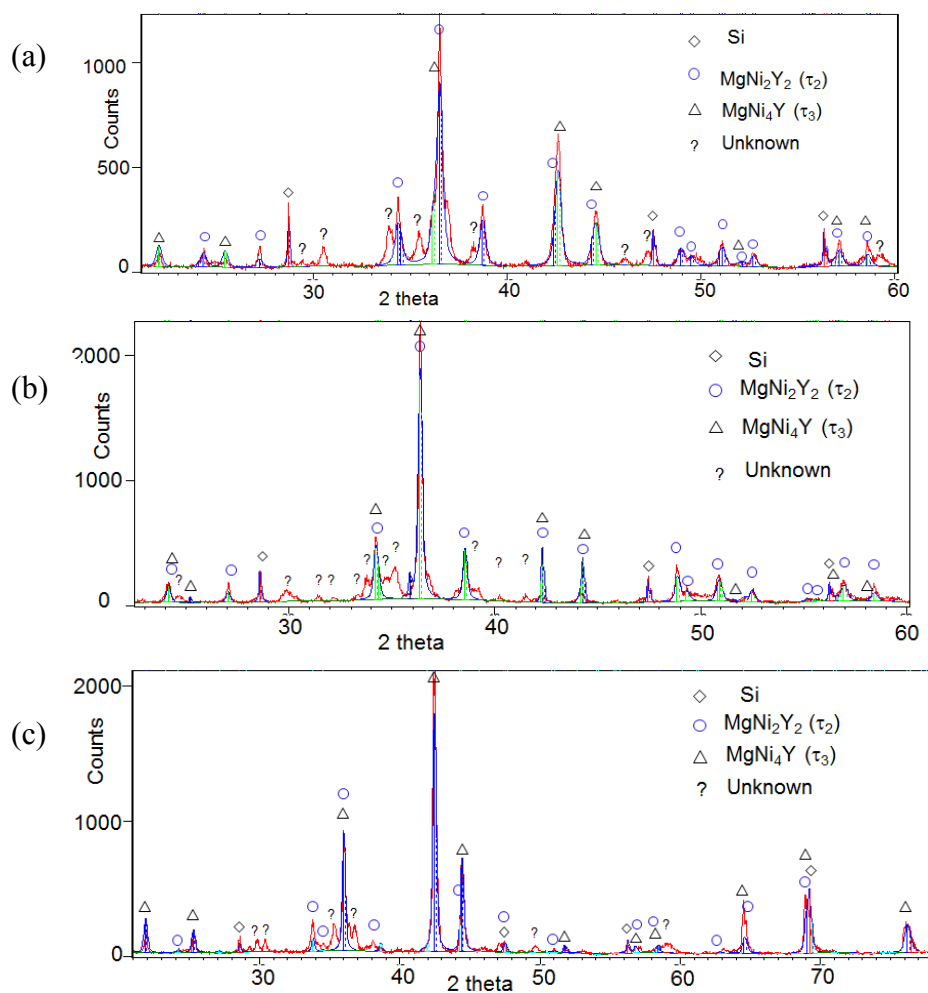 (a)
Counts
1000
500
0
30
40
50
60
2 theta
Si
MgNi₂Y₂ (τ₂)
MgNi₄Y (τ₃)
? Unknown
? ? ? ? ? ? ? ? ?
(b)
Counts
2000
1000
0
30
40
50
60
2 theta
Si
MgNi₂Y₂ (τ₂)
MgNi₄Y (τ₃)
? Unknown
? ? ? ? ? ? ? ? ? ? ?
(c)
Counts
2000
1000
0
30
40
50
60
70
2 theta
Si
MgNi₂Y₂ (τ₂)
MgNi₄Y (τ₃)
? Unknown
? ? ? ? ? ?